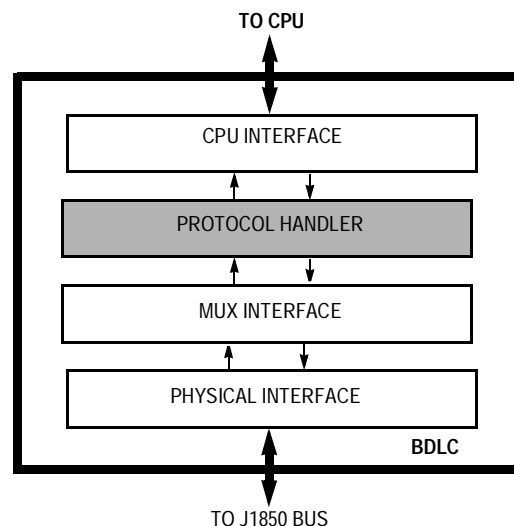 TO CPU
CPU INTERFACE
PROTOCOL HANDLER
MUX INTERFACE
PHYSICAL INTERFACE
BDLC
TO J1850 BUS